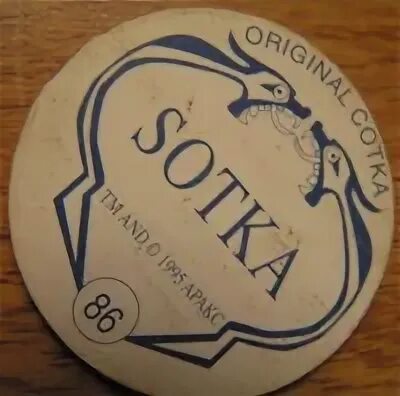 ORIGINAL COTKA
SOTKA
TM AND. © 1995 АРАКС
86